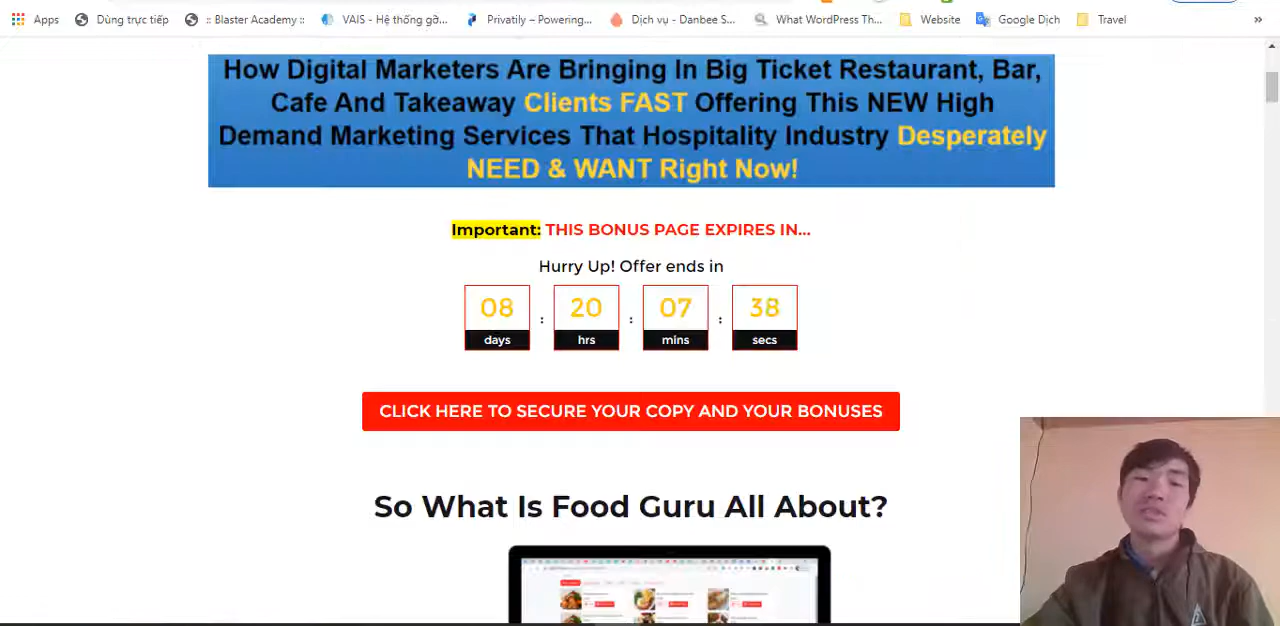 Apps Dùng trực tiếp :: Blaster Academy :: VAIS - Hệ thống gỡ... Privatily – Powering... Dịch vụ - Danbee S... What WordPress Th... Website Google Dịch Travel »
How Digital Marketers Are Bringing In Big Ticket Restaurant, Bar,
Cafe And Takeaway Clients FAST Offering This NEW High
Demand Marketing Services That Hospitality Industry Desperately
NEED & WANT Right Now!
Important: THIS BONUS PAGE EXPIRES IN...
Hurry Up! Offer ends in
08 : 20 : 07 : 38
days hrs mins secs
CLICK HERE TO SECURE YOUR COPY AND YOUR BONUSES
So What Is Food Guru All About?